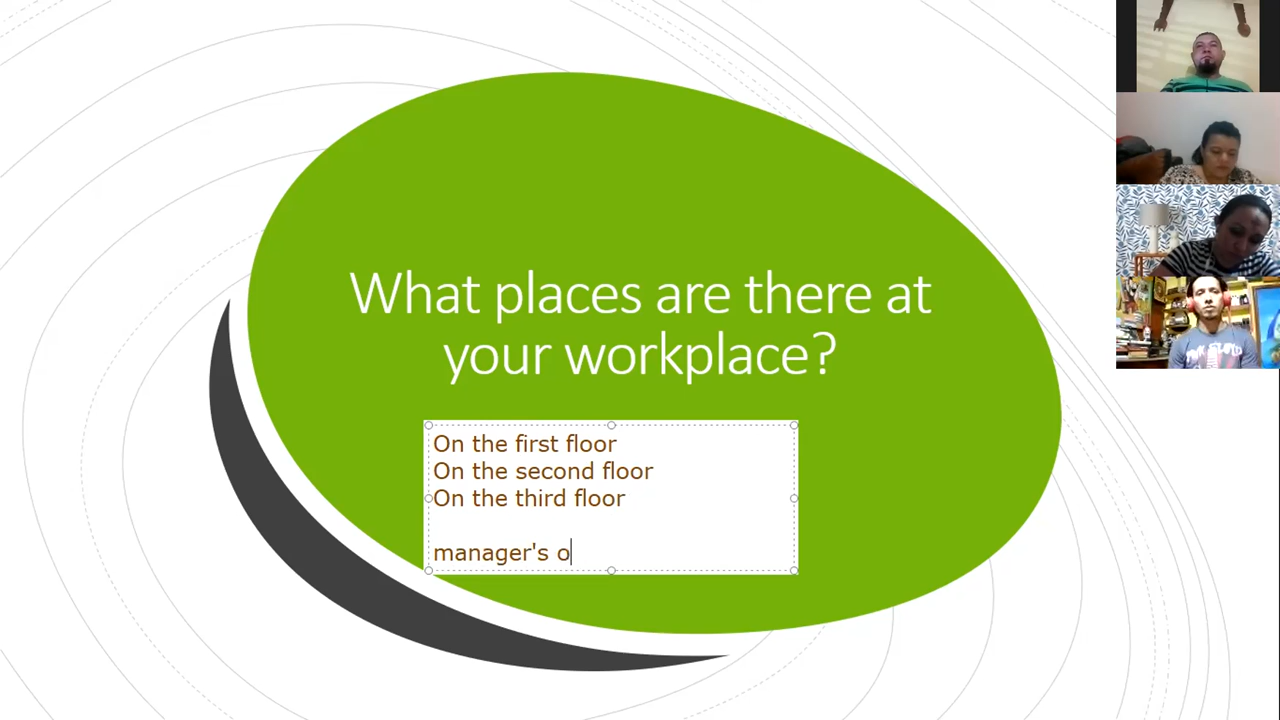 What places are there at
your workplace?
On the first floor
On the second floor
On the third floor
manager's o